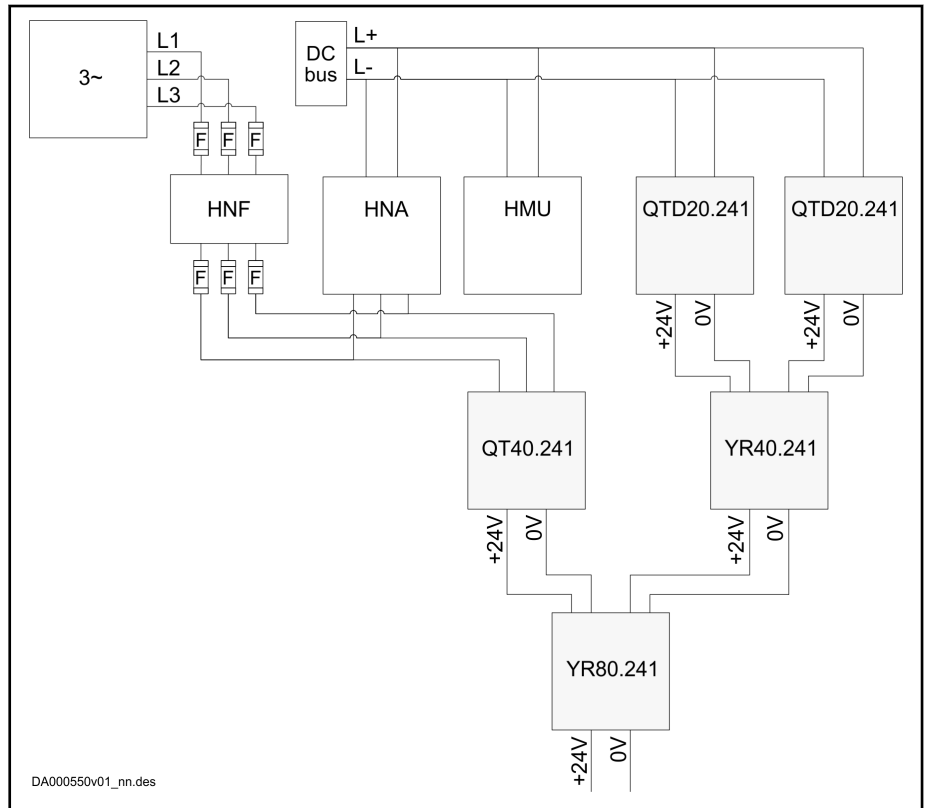 3~
L1
L2
L3
DC
bus
L+
L-
F F F
HNF
HNA
HMU
QTD20.241
QTD20.241
F F F
+24V
0V
+24V
0V
QT40.241
YR40.241
+24V
0V
+24V
0V
YR80.241
+24V
0V
DA000550v01_nn.des